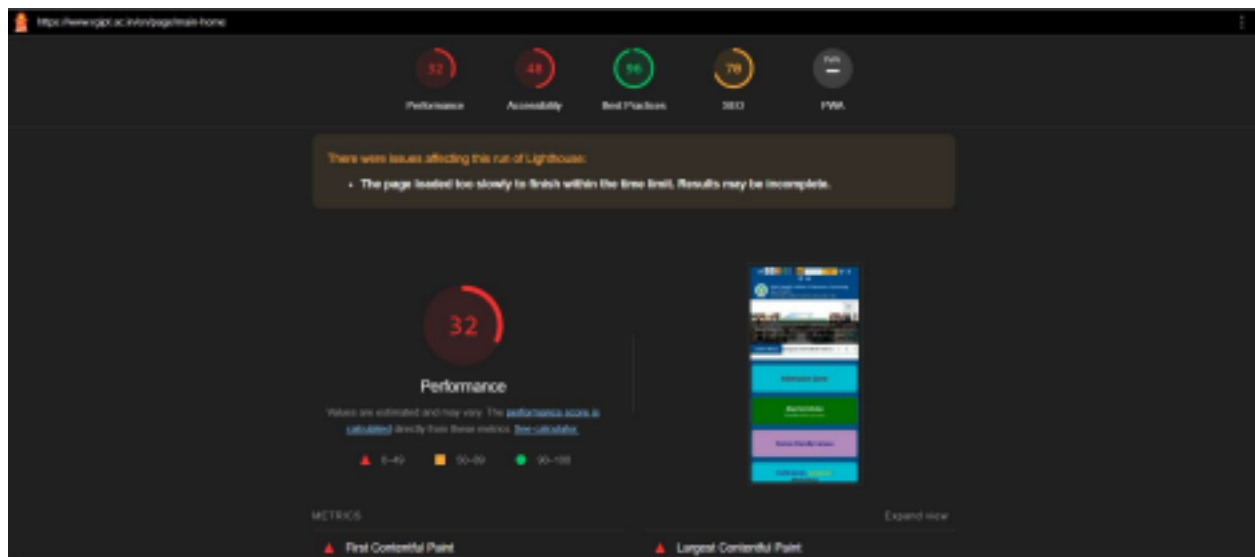 32
48
96
78
Performance
Accessibility
Best Practices
SEO
PWA
There were issues affecting this run of Lighthouse:
• The page loaded too slowly to finish within the time limit. Results may be incomplete.
32
Performance
Values are estimated and may vary. The performance score is
calculated directly from these metrics. See calculator.
0–49
50–89
90–100
METRICS
Expand view
First Contentful Paint
Largest Contentful Paint